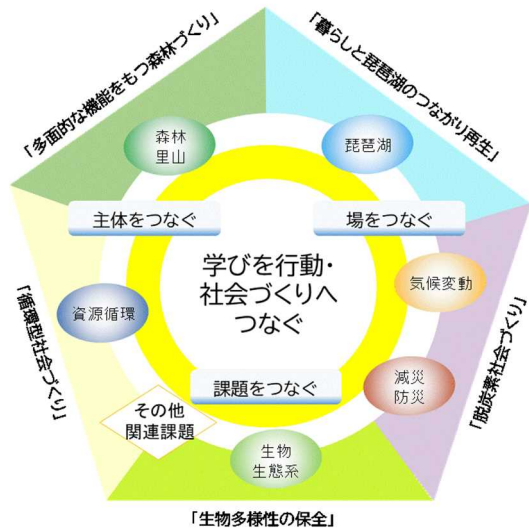 「多面的な機能をもつ森林づくり」
「暮らしと琵琶湖のつながり再生」
森林
里山
琵琶湖
主体をつなぐ
場をつなぐ
学びを行動・
社会づくりへ
つなぐ
資源循環
気候変動
「循環型社会づくり」
「脱炭素社会づくり」
課題をつなぐ
減災
防災
その他
関連課題
生物
生態系
「生物多様性の保全」